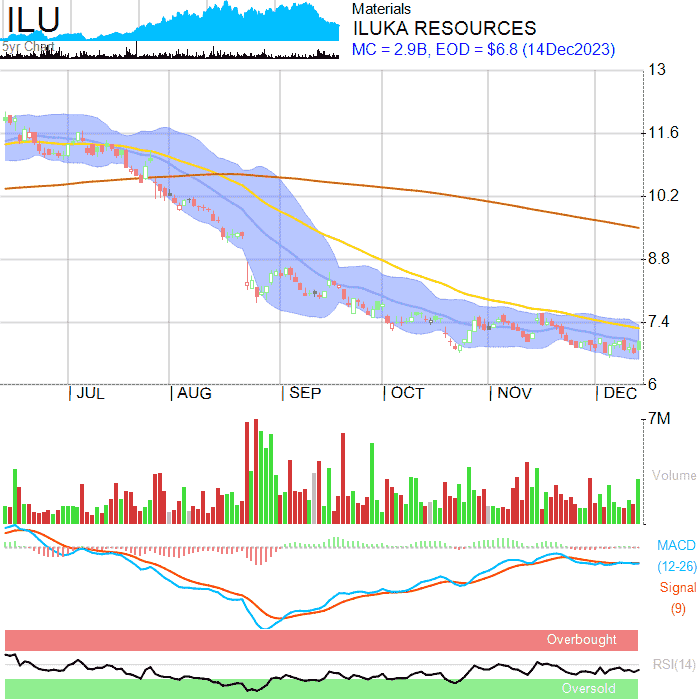 ILU
5yr Chart
Materials
ILUKA RESOURCES
MC = 2.9B, EOD = $6.8 (14Dec2023)
13
11.6
10.2
8.8
7.4
6
JUL AUG SEP OCT NOV DEC
7M
Volume
MACD
(12-26)
Signal
(9)
Overbought
RSI(14)
Oversold